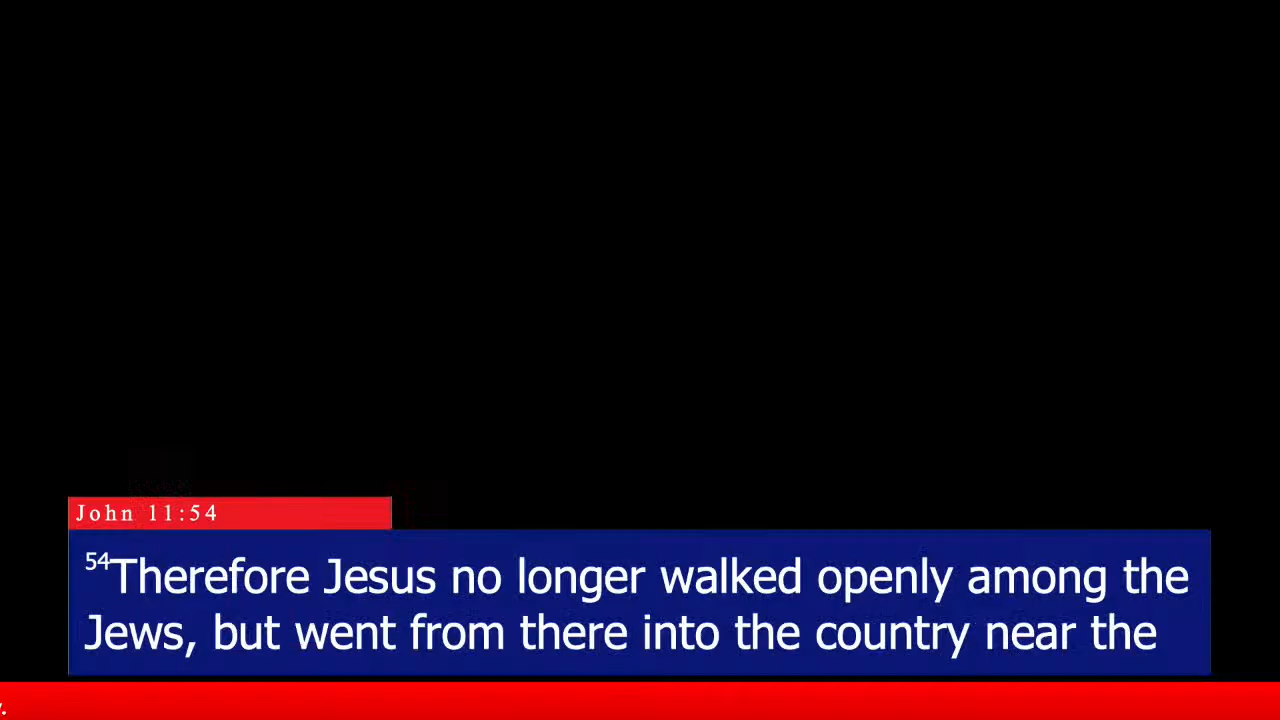 John 11:54
54Therefore Jesus no longer walked openly among the
Jews, but went from there into the country near the